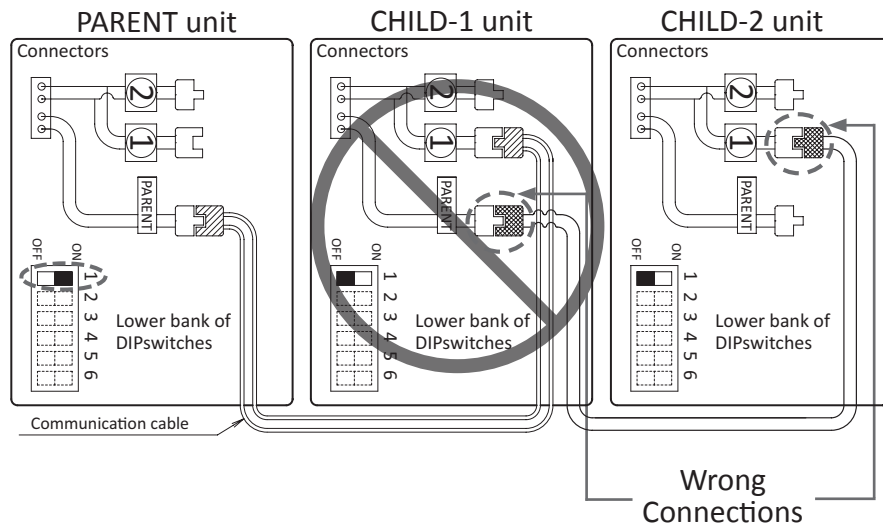 PARENT unit
CHILD-1 unit
CHILD-2 unit
Connectors
2
1
PARENT
OFF
ON
1
2
3
4
5
6
Lower bank of
DIPswitches
Connectors
2
1
PARENT
OFF
ON
1
2
3
4
5
6
Lower bank of
DIPswitches
Connectors
2
1
PARENT
OFF
ON
1
2
3
4
5
6
Lower bank of
DIPswitches
Communication cable
Wrong
Connections